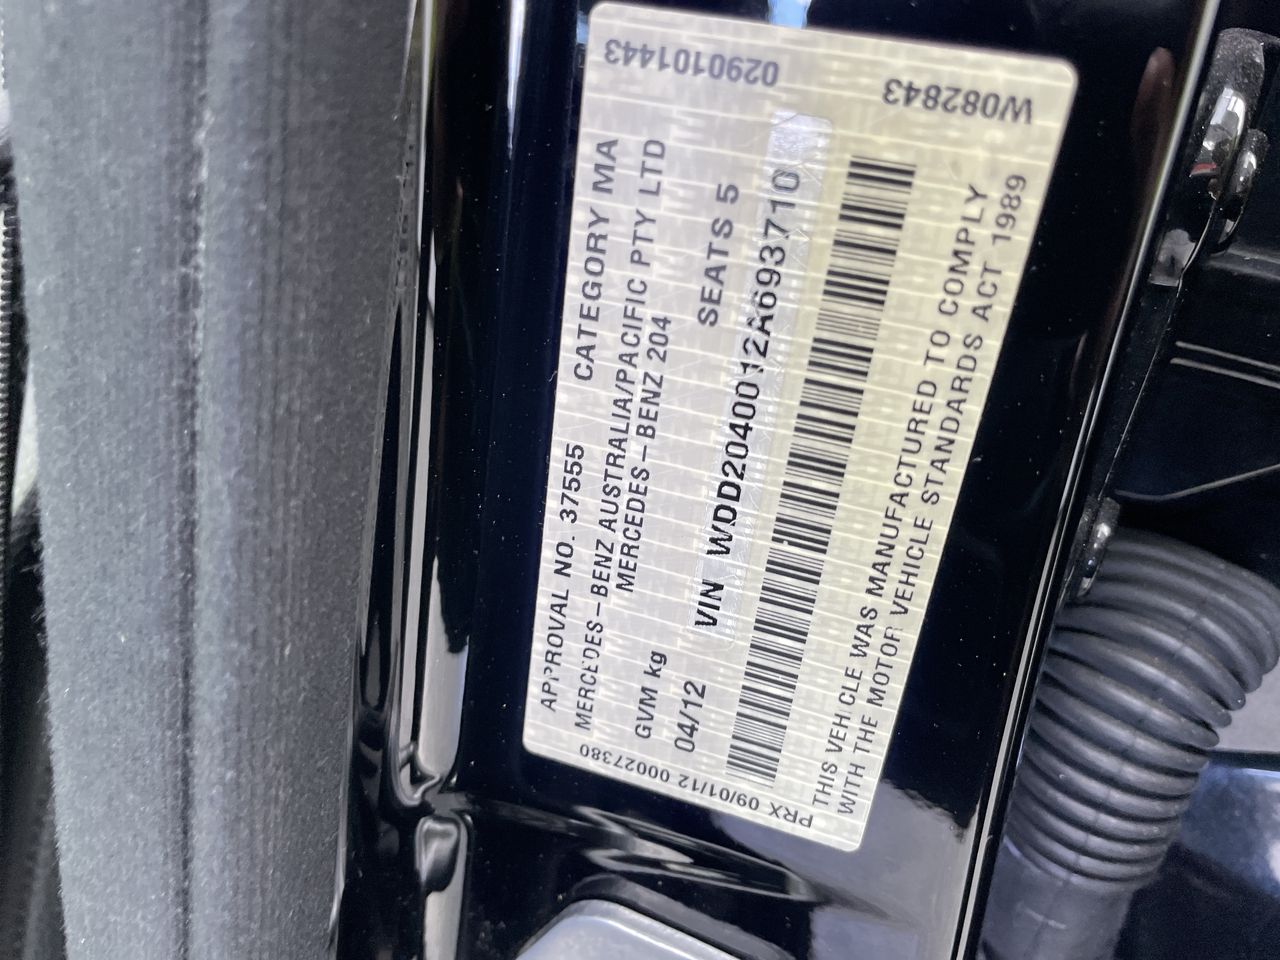 APPROVAL NO. 37555 CATEGORY MA
MERCEDES-BENZ AUSTRALIA/PACIFIC PTY LTD
MERCEDES-BENZ 204
GVM kg SEATS 5
04/12 VIN WDD2040012A693710
THIS VEHICLE WAS MANUFACTURED TO COMPLY
WITH THE MOTOR VEHICLE STANDARDS ACT 1989
0290101443 W082843
PRX 09/01/12 00027380